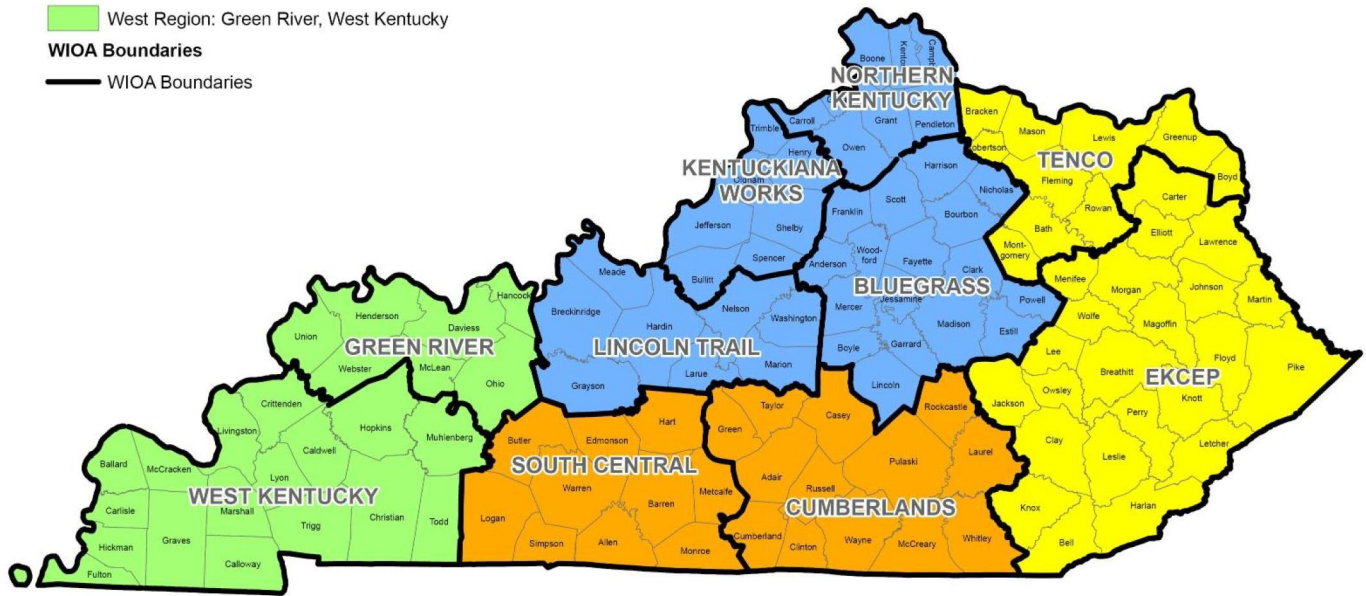 West Region: Green River, West Kentucky
WIOA Boundaries
WIOA Boundaries
Boone
Campb
NORTHERN
KENTUCKY
Carroll
Grant
Pendleton
Owen
Trimble
Henry
KENTUCKIANA
WORKS
Oldham
Jefferson
Shelby
Spencer
Bullitt
Bracken
Mason
Lewis
Greenup
obertson
TENCO
Fleming
Boyd
Rowan
Bath
Mont-
gomery
Harrison
Nicholas
Scott
Franklin
Bourbon
Wood-
ford
Anderson
Fayette
Clark
BLUEGRASS
Jessamine
Mercer
Powell
Madison
Estill
Boyle
Garrard
Lincoln
Carter
Elliott
Lawrence
Menifee
Morgan
Johnson
Martin
Wolfe
Magoffin
Lee
Floyd
Pike
Breathitt
EKCEP
Owsley
Knott
Jackson
Perry
Clay
Letcher
Leslie
Knox
Harlan
Bell
Meade
Breckinridge
Nelson
Hardin
Washington
LINCOLN TRAIL
Larue
Marion
Grayson
Hancock
Henderson
Daviess
Union
GREEN RIVER
Webster
McLean
Ohio
Crittenden
Livingston
Hopkins
Muhlenberg
Caldwell
Ballard
McCracken
Lyon
WEST KENTUCKY
Carlisle
Marshall
Graves
Trigg
Christian
Todd
Hickman
Calloway
Fulton
Hart
Butler
Edmonson
SOUTH CENTRAL
Warren
Metcalfe
Barren
Logan
Simpson
Allen
Monroe
Taylor
Casey
Rockcastle
Green
Laurel
Pulaski
Adair
Russell
CUMBERLANDS
Cumberland
Clinton
Wayne
McCreary
Whitley